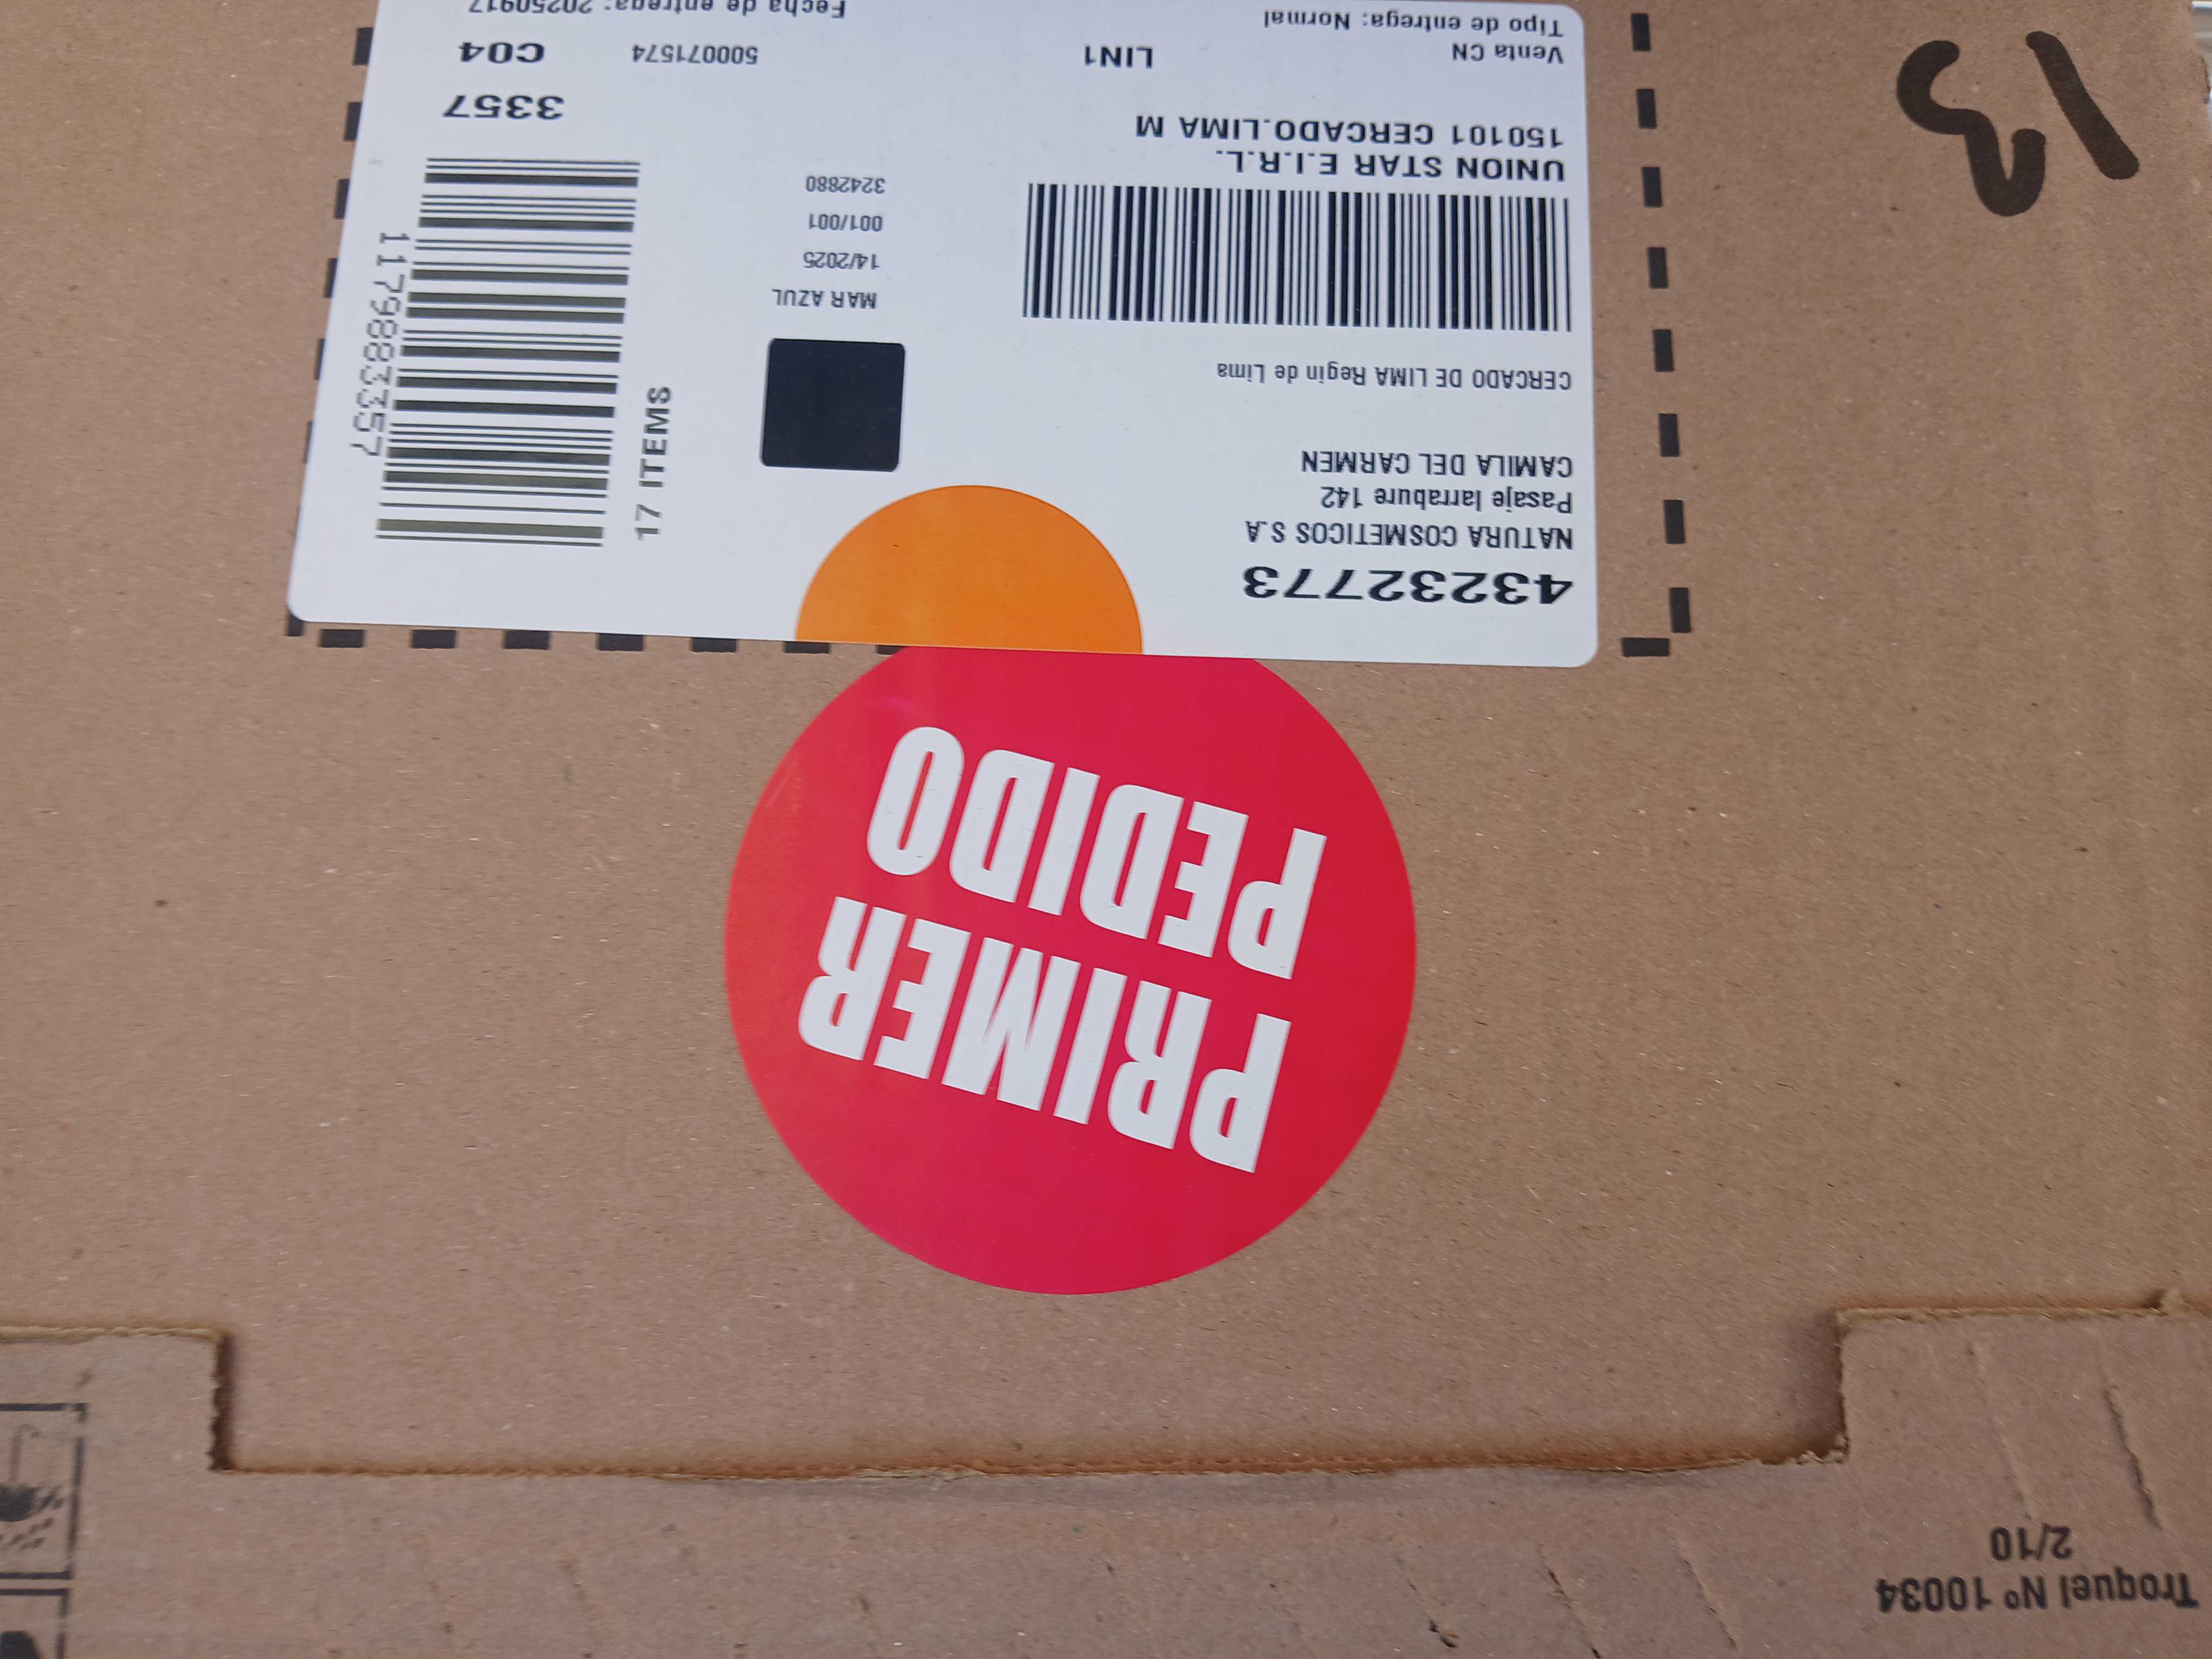 Troquel Nº 10034
2/10
PRIMER
PEDIDO
43232773
NATURA COSMETICOS S.A
Pasaje larrabure 142
CAMILA DEL CARMEN
CERCADO DE LIMA Regin de Lima
UNION STAR E.I.R.L.
150101 CERCADO.LIMA M
Venta CN
LIN1
Tipo de entrega: Normal
MAR AZUL
14/2025
001/001
3242880
17 ITEMS
1179883357
3357
500071574
C04
Fecha de entrega: 20250917
13